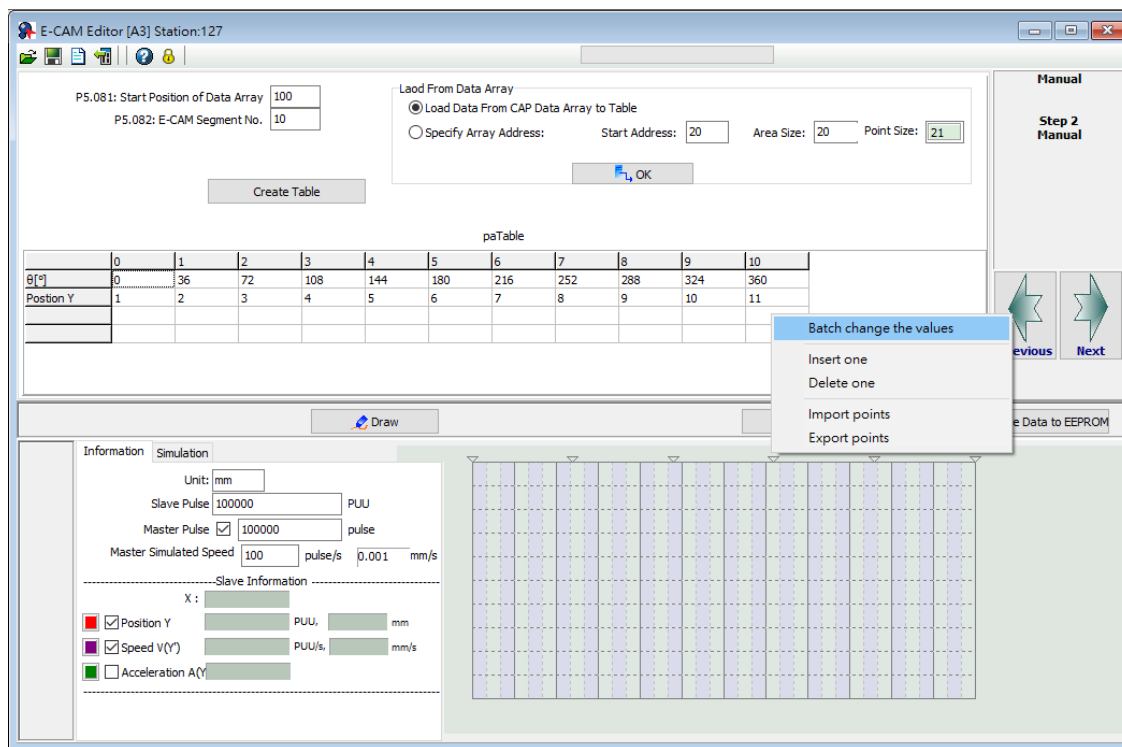 E-CAM Editor [A3] Station:127
P5.081: Start Position of Data Array 100
P5.082: E-CAM Segment No. 10
Create Table
Laod From Data Array
Load Data From CAP Data Array to Table
Specify Array Address: Start Address: 20 Area Size: 20 Point Size: 21
OK
Manual
Step 2
Manual
paTable
0 1 2 3 4 5 6 7 8 9 10
θ[°] 0 36 72 108 144 180 216 252 288 324 360
Postion Y 1 2 3 4 5 6 7 8 9 10 11
Batch change the values
Insert one
Delete one
Import points
Export points
evious Next
Draw
e Data to EEPROM
Information Simulation
Unit: mm
Slave Pulse 100000 PUU
Master Pulse 100000 pulse
Master Simulated Speed 100 pulse/s 0.001 mm/s
Slave Information
X :
Position Y PUU, mm
Speed V(Y') PUU/s, mm/s
Acceleration A(Y